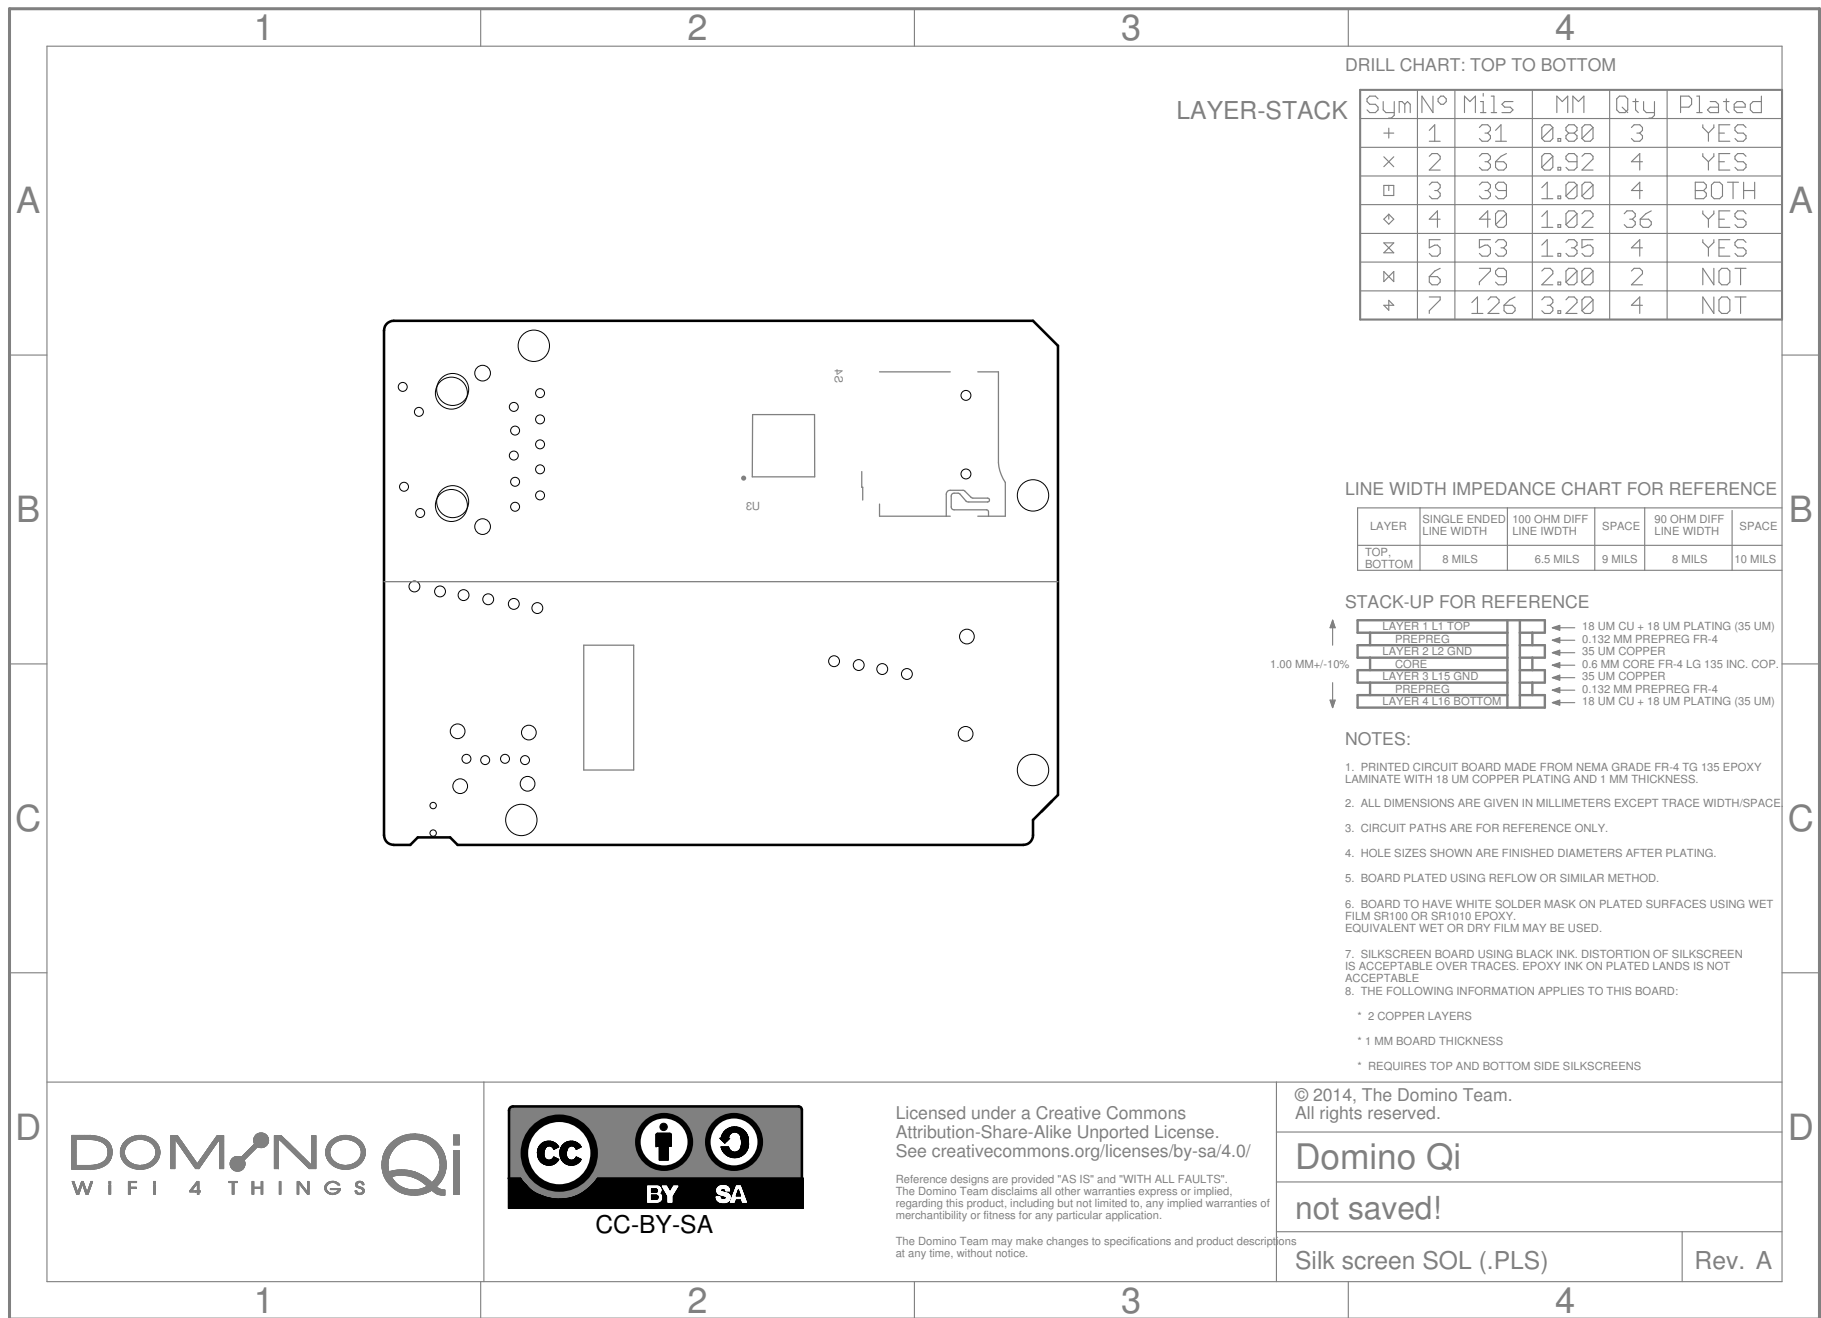 1 2 3 4
DRILL CHART: TOP TO BOTTOM
LAYER-STACK
Sym N° Mils MM Qty Plated
+ 1 31 0.80 3 YES
× 2 36 0.92 4 YES
3 39 1.00 4 BOTH
4 40 1.02 36 YES
5 53 1.35 4 YES
6 79 2.00 2 NOT
7 126 3.20 4 NOT
A A
S4
U3
B B
LINE WIDTH IMPEDANCE CHART FOR REFERENCE
LAYER SINGLE ENDED LINE WIDTH 100 OHM DIFF LINE IWDTH SPACE 90 OHM DIFF LINE WIDTH SPACE
TOP, BOTTOM 8 MILS 6.5 MILS 9 MILS 8 MILS 10 MILS
STACK-UP FOR REFERENCE
LAYER 1 L1 TOP 18 UM CU + 18 UM PLATING (35 UM)
PREPREG 0.132 MM PREPREG FR-4
LAYER 2 L2 GND 35 UM COPPER
1.00 MM+/-10% CORE 0.6 MM CORE FR-4 LG 135 INC. COP.
LAYER 3 L15 GND 35 UM COPPER
PREPREG 0.132 MM PREPREG FR-4
LAYER 4 L16 BOTTOM 18 UM CU + 18 UM PLATING (35 UM)
NOTES:
1. PRINTED CIRCUIT BOARD MADE FROM NEMA GRADE FR-4 TG 135 EPOXY
LAMINATE WITH 18 UM COPPER PLATING AND 1 MM THICKNESS.
2. ALL DIMENSIONS ARE GIVEN IN MILLIMETERS EXCEPT TRACE WIDTH/SPACE
3. CIRCUIT PATHS ARE FOR REFERENCE ONLY.
4. HOLE SIZES SHOWN ARE FINISHED DIAMETERS AFTER PLATING.
5. BOARD PLATED USING REFLOW OR SIMILAR METHOD.
6. BOARD TO HAVE WHITE SOLDER MASK ON PLATED SURFACES USING WET
FILM SR100 OR SR1010 EPOXY.
EQUIVALENT WET OR DRY FILM MAY BE USED.
7. SILKSCREEN BOARD USING BLACK INK. DISTORTION OF SILKSCREEN
IS ACCEPTABLE OVER TRACES. EPOXY INK ON PLATED LANDS IS NOT
ACCEPTABLE
8. THE FOLLOWING INFORMATION APPLIES TO THIS BOARD:
* 2 COPPER LAYERS
* 1 MM BOARD THICKNESS
* REQUIRES TOP AND BOTTOM SIDE SILKSCREENS
C C
D D
DOMINO Qi
WIFI 4 THINGS
cc
BY SA
CC-BY-SA
Licensed under a Creative Commons
Attribution-Share-Alike Unported License.
See creativecommons.org/licenses/by-sa/4.0/
Reference designs are provided "AS IS" and "WITH ALL FAULTS".
The Domino Team disclaims all other warranties express or implied,
regarding this product, including but not limited to, any implied warranties of
merchantibility or fitness for any particular application.
The Domino Team may make changes to specifications and product descriptions
at any time, without notice.
© 2014, The Domino Team.
All rights reserved.
Domino Qi
not saved!
Silk screen SOL (.PLS) Rev. A
1 2 3 4